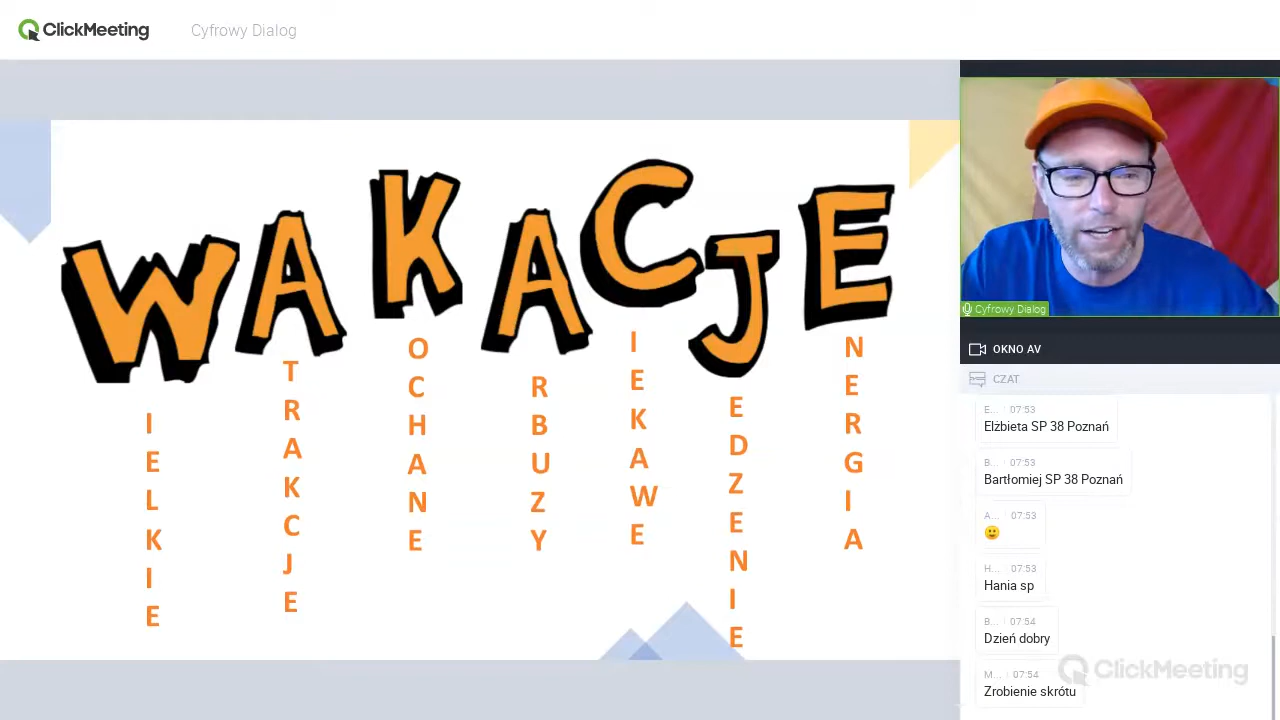 ClickMeeting
Cyfrowy Dialog
WAKACJE
IELKIE
TRAKCJE
OCHANE
RBUZY
IEKAWE
EDZENIE
NERGIA
Cyfrowy Dialog
OKNO AV
CZAT
E... 07:53
Elżbieta SP 38 Poznań
B... 07:53
Bartłomiej SP 38 Poznań
A... 07:53
H... 07:53
Hania sp
B... 07:54
Dzień dobry
M... 07:54
Zrobienie skrótu
ClickMeeting